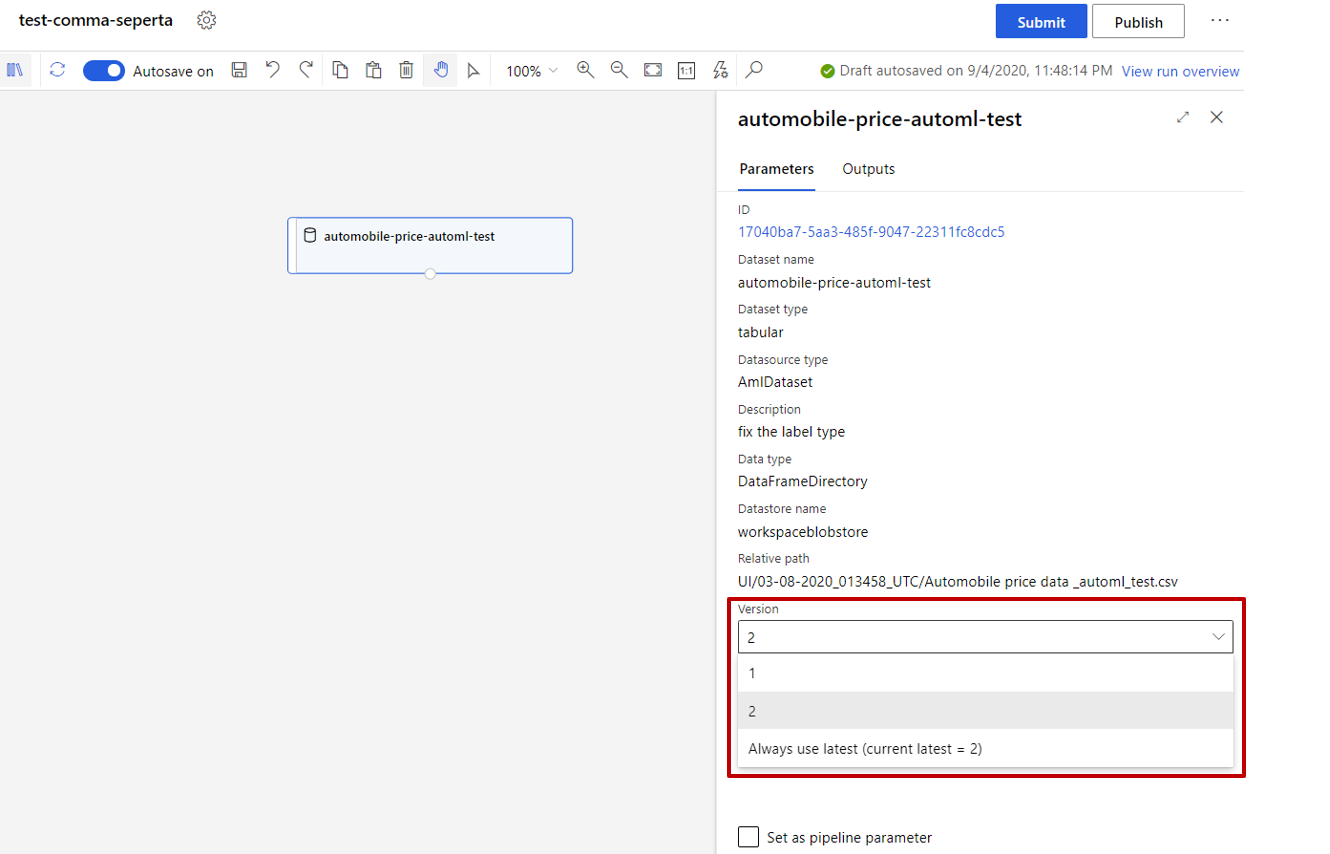 test-comma-seperta
Submit
Publish
Autosave on
100%
1:1
Draft autosaved on 9/4/2020, 11:48:14 PM View run overview
automobile-price-automl-test
automobile-price-automl-test
Parameters Outputs
ID
17040ba7-5aa3-485f-9047-22311fc8cdc5
Dataset name
automobile-price-automl-test
Dataset type
tabular
Datasource type
AmlDataset
Description
fix the label type
Data type
DataFrameDirectory
Datastore name
workspaceblobstore
Relative path
UI/03-08-2020_013458_UTC/Automobile price data _automl_test.csv
Version
2
1
2
Always use latest (current latest = 2)
Set as pipeline parameter